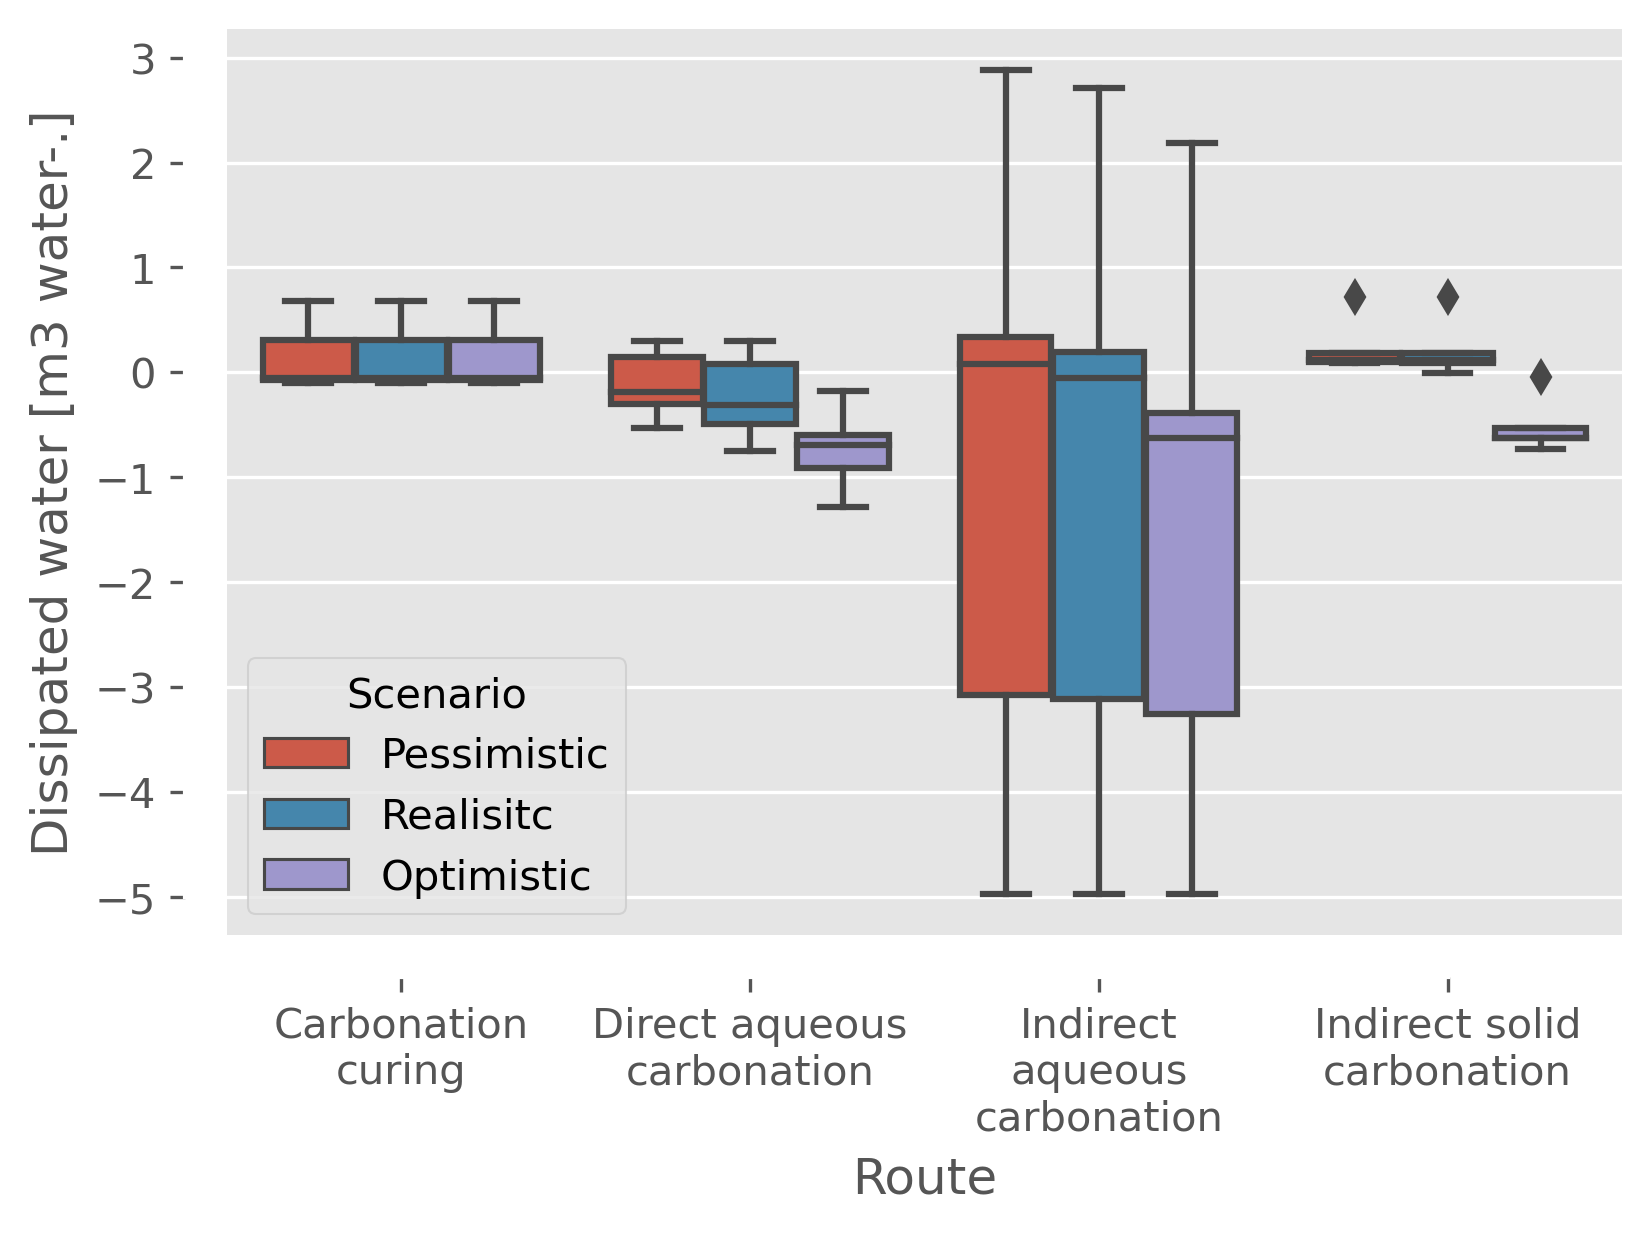 Dissipated water [m3 water-.]
3
2
1
0
−1
−2
−3
−4
−5
Scenario
Pessimistic
Realisitc
Optimistic
Carbonation
curing
Direct aqueous
carbonation
Indirect
aqueous
carbonation
Indirect solid
carbonation
Route